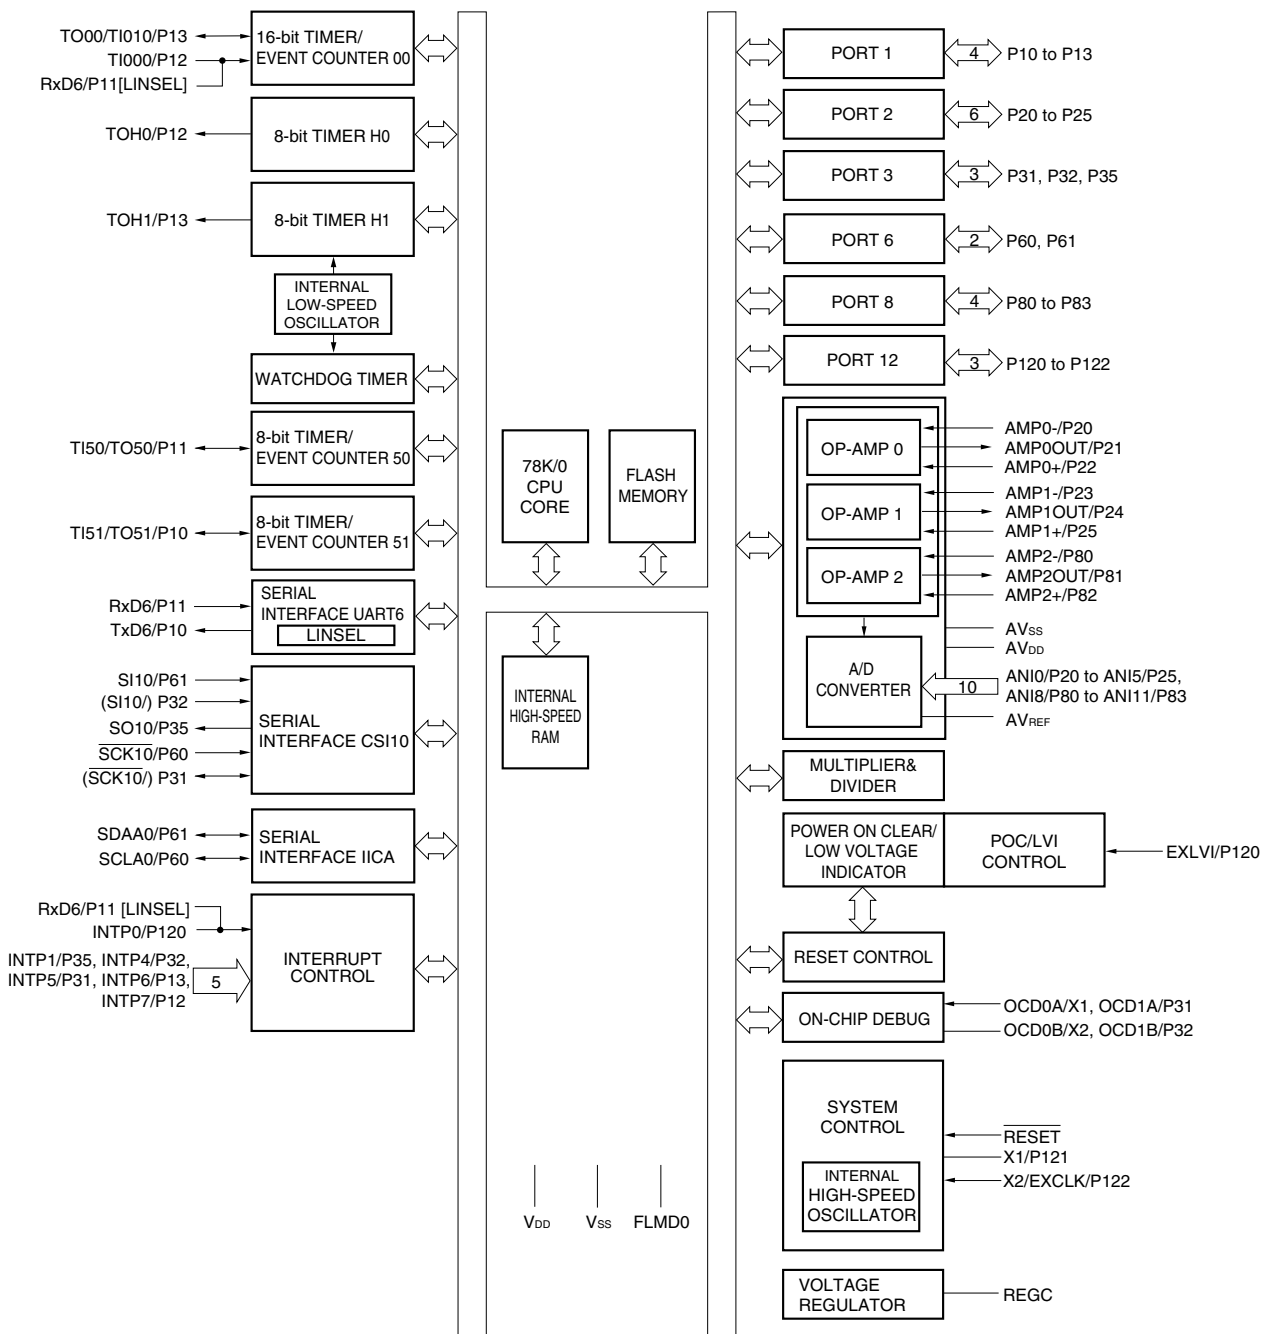 TO00/TI010/P13
TI000/P12
RxD6/P11[LINSEL]
16-bit TIMER/
EVENT COUNTER 00
TOH0/P12
8-bit TIMER H0
TOH1/P13
8-bit TIMER H1
INTERNAL
LOW-SPEED
OSCILLATOR
WATCHDOG TIMER
TI50/TO50/P11
8-bit TIMER/
EVENT COUNTER 50
TI51/TO51/P10
8-bit TIMER/
EVENT COUNTER 51
RxD6/P11
TxD6/P10
SERIAL
INTERFACE UART6
LINSEL
SI10/P61
(SI10/) P32
SO10/P35
SCK10/P60
(SCK10/) P31
SERIAL
INTERFACE CSI10
SDAA0/P61
SCLA0/P60
SERIAL
INTERFACE IICA
RxD6/P11 [LINSEL]
INTP0/P120
INTP1/P35, INTP4/P32,
INTP5/P31, INTP6/P13,
INTP7/P12
5
INTERRUPT
CONTROL
78K/0
CPU
CORE
FLASH
MEMORY
INTERNAL
HIGH-SPEED
RAM
VDD
VSS
FLMD0
PORT 1
4
P10 to P13
PORT 2
6
P20 to P25
PORT 3
3
P31, P32, P35
PORT 6
2
P60, P61
PORT 8
4
P80 to P83
PORT 12
3
P120 to P122
OP-AMP 0
AMP0-/P20
AMP0OUT/P21
AMP0+/P22
OP-AMP 1
AMP1-/P23
AMP1OUT/P24
AMP1+/P25
OP-AMP 2
AMP2-/P80
AMP2OUT/P81
AMP2+/P82
AVSS
AVDD
A/D
CONVERTER
10
ANI0/P20 to ANI5/P25,
ANI8/P80 to ANI11/P83
AVREF
MULTIPLIER&
DIVIDER
POWER ON CLEAR/
LOW VOLTAGE
INDICATOR
POC/LVI
CONTROL
EXLVI/P120
RESET CONTROL
ON-CHIP DEBUG
OCD0A/X1, OCD1A/P31
OCD0B/X2, OCD1B/P32
SYSTEM
CONTROL
INTERNAL
HIGH-SPEED
OSCILLATOR
RESET
X1/P121
X2/EXCLK/P122
VOLTAGE
REGULATOR
REGC